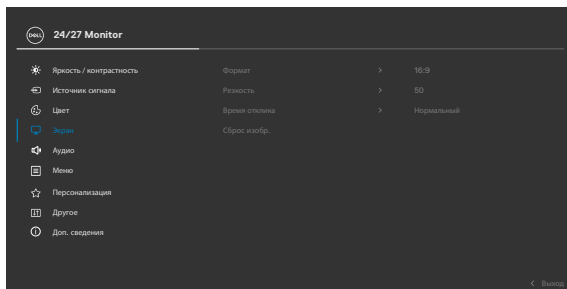 DELL 24/27 Monitor
Яркость / контрастность Формат > 16:9
Источник сигнала Резкость > 50
Цвет Время отклика > Нормальный
Экран Сброс изобр.
Аудио
Меню
Персонализация
Другое
Доп. сведения
< Выход